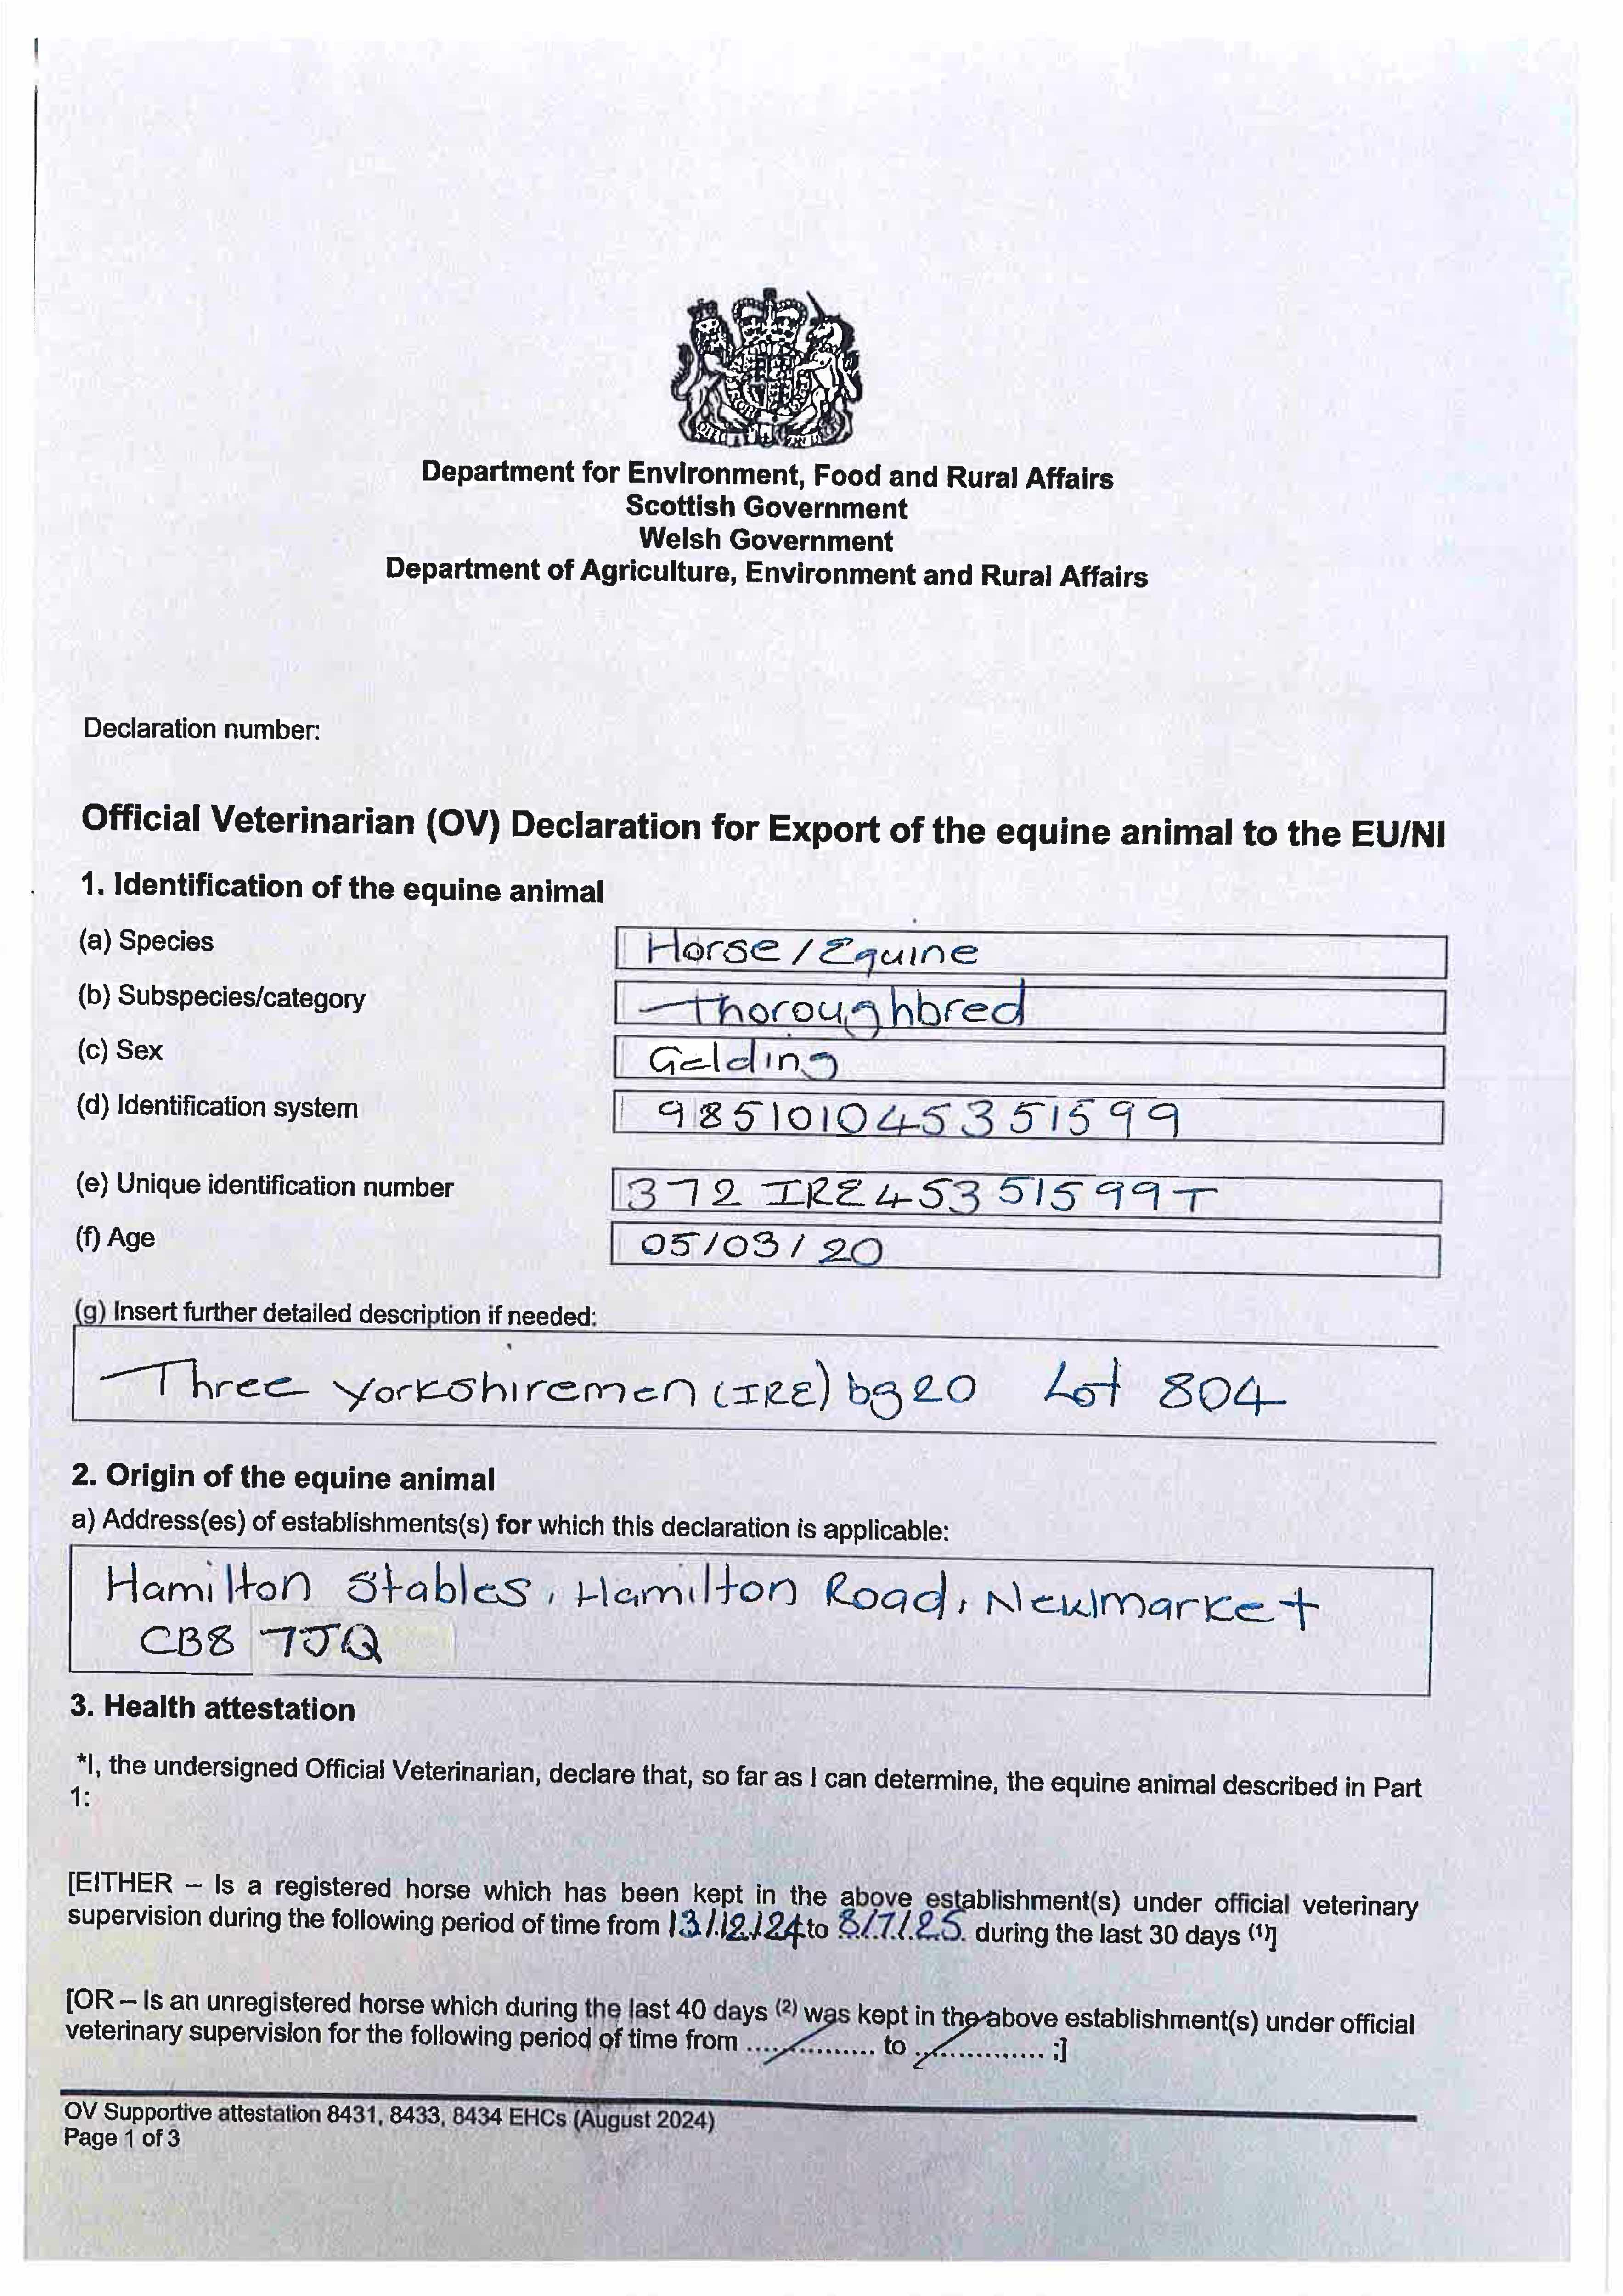 Department for Environment, Food and Rural Affairs
Scottish Government
Welsh Government
Department of Agriculture, Environment and Rural Affairs
Declaration number:
Official Veterinarian (OV) Declaration for Export of the equine animal to the EU/NI
1. Identification of the equine animal
(a) Species Horse / Equine
(b) Subspecies/category Thoroughbred
(c) Sex Gelding
(d) Identification system 985101045351599
(e) Unique identification number 372 IRE45351599T
(f) Age 05/03/20
(g) Insert further detailed description if needed:
Three Yorkshiremen (IRE) bg20 Lot 804
2. Origin of the equine animal
a) Address(es) of establishments(s) for which this declaration is applicable:
Hamilton Stables, Hamilton Road, Newmarket
CB8 7JQ
3. Health attestation
*I, the undersigned Official Veterinarian, declare that, so far as I can determine, the equine animal described in Part
1:
[EITHER – Is a registered horse which has been kept in the above establishment(s) under official veterinary
supervision during the following period of time from 13/12/24 to 8/7/25. during the last 30 days (1)]
[OR – Is an unregistered horse which during the last 40 days (2) was kept in the above establishment(s) under official
veterinary supervision for the following period of time from .................. to .................. ;]
OV Supportive attestation 8431, 8433, 8434 EHCs (August 2024)
Page 1 of 3